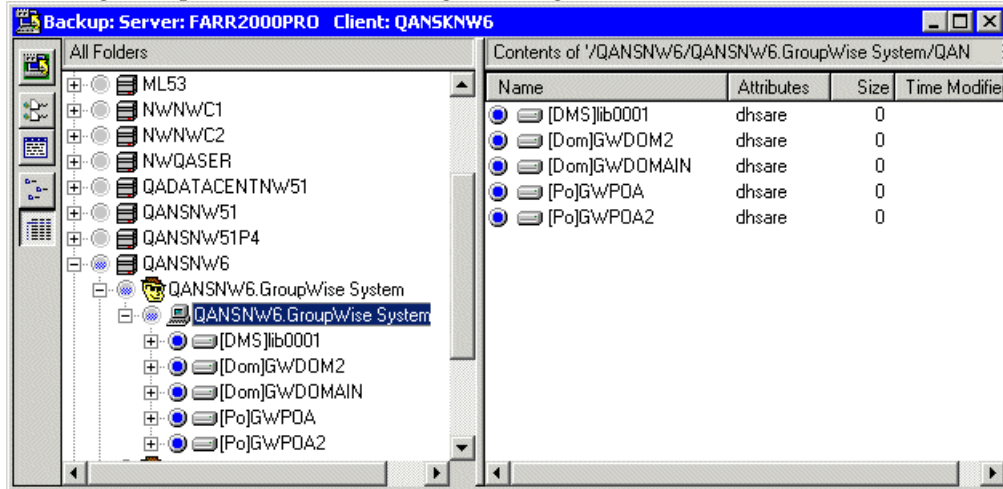 Backup: Server: FARR2000PRO Client: QANSKNW6
All Folders
ML53
NWNWC1
NWNWC2
NWQASER
QADATACENTNW51
QANSNW51
QANSNW51P4
QANSNW6
QANSNW6.GroupWise System
QANSNW6.GroupWise System
[DMS]lib0001
[Dom]GWDOM2
[Dom]GWDOMAIN
[Po]GWPOA
[Po]GWPOA2
Contents of '/QANSNW6/QANSNW6.GroupWise System/QAN
Name Attributes Size Time Modifie
[DMS]lib0001 dhsare 0
[Dom]GWDOM2 dhsare 0
[Dom]GWDOMAIN dhsare 0
[Po]GWPOA dhsare 0
[Po]GWPOA2 dhsare 0